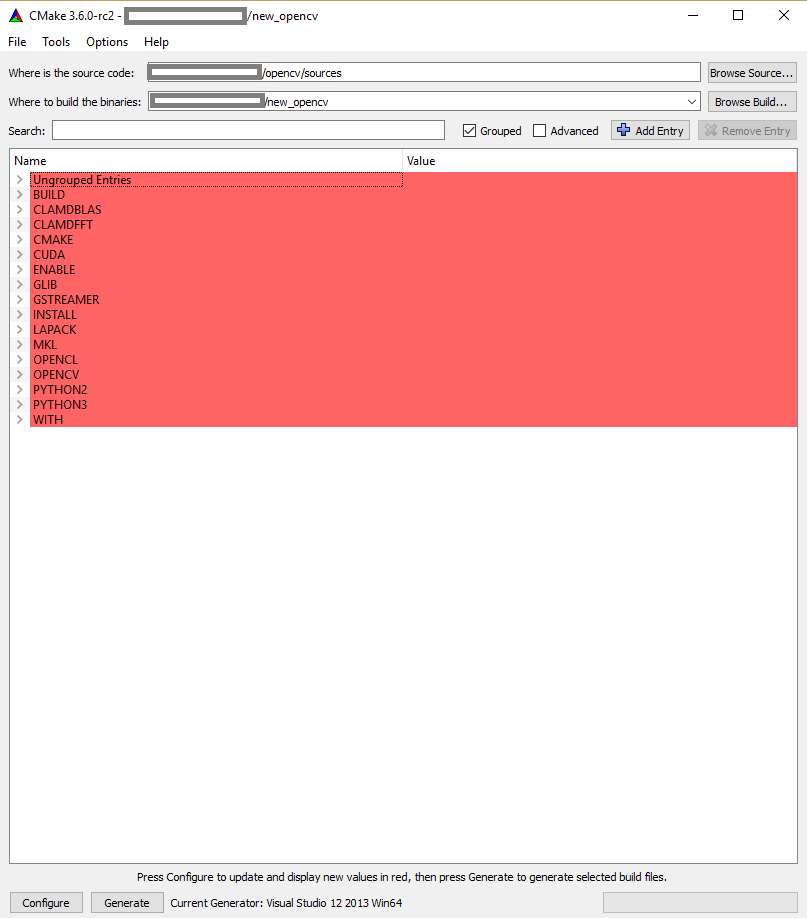 CMake 3.6.0-rc2 - /new_opencv
File Tools Options Help
Where is the source code: /opencv/sources Browse Source...
Where to build the binaries: /new_opencv Browse Build...
Search: Grouped Advanced Add Entry Remove Entry
Name Value
Ungrouped Entries
BUILD
CLAMDBLAS
CLAMDFFT
CMAKE
CUDA
ENABLE
GLIB
GSTREAMER
INSTALL
LAPACK
MKL
OPENCL
OPENCV
PYTHON2
PYTHON3
WITH
Press Configure to update and display new values in red, then press Generate to generate selected build files.
Configure Generate Current Generator: Visual Studio 12 2013 Win64